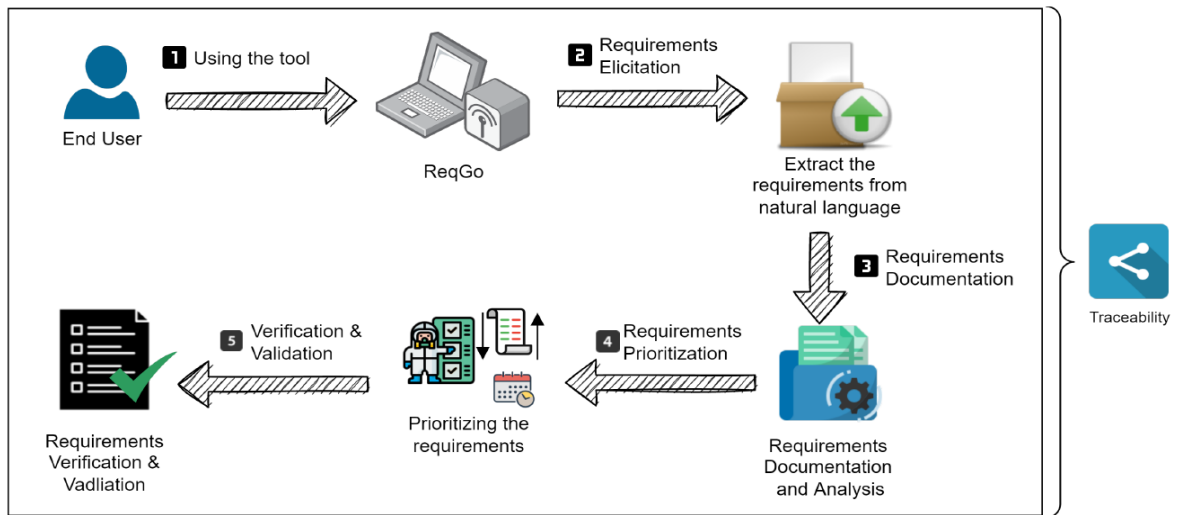 1 Using the tool
End User
ReqGo
2 Requirements
Elicitation
Extract the
requirements from
natural language
3 Requirements
Documentation
Requirements
Documentation
and Analysis
4 Requirements
Prioritization
Prioritizing the
requirements
5 Verification &
Validation
Requirements
Verification &
Vadliation
Traceability